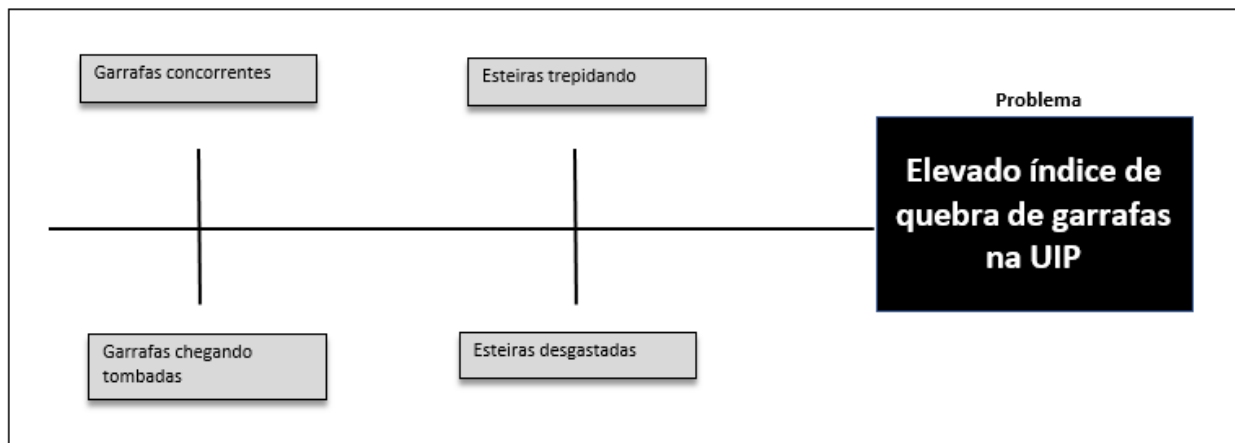 Garrafas concorrentes
Esteiras trepidando
Problema
Elevado índice de
quebra de garrafas
na UIP
Garrafas chegando
tombadas
Esteiras desgastadas